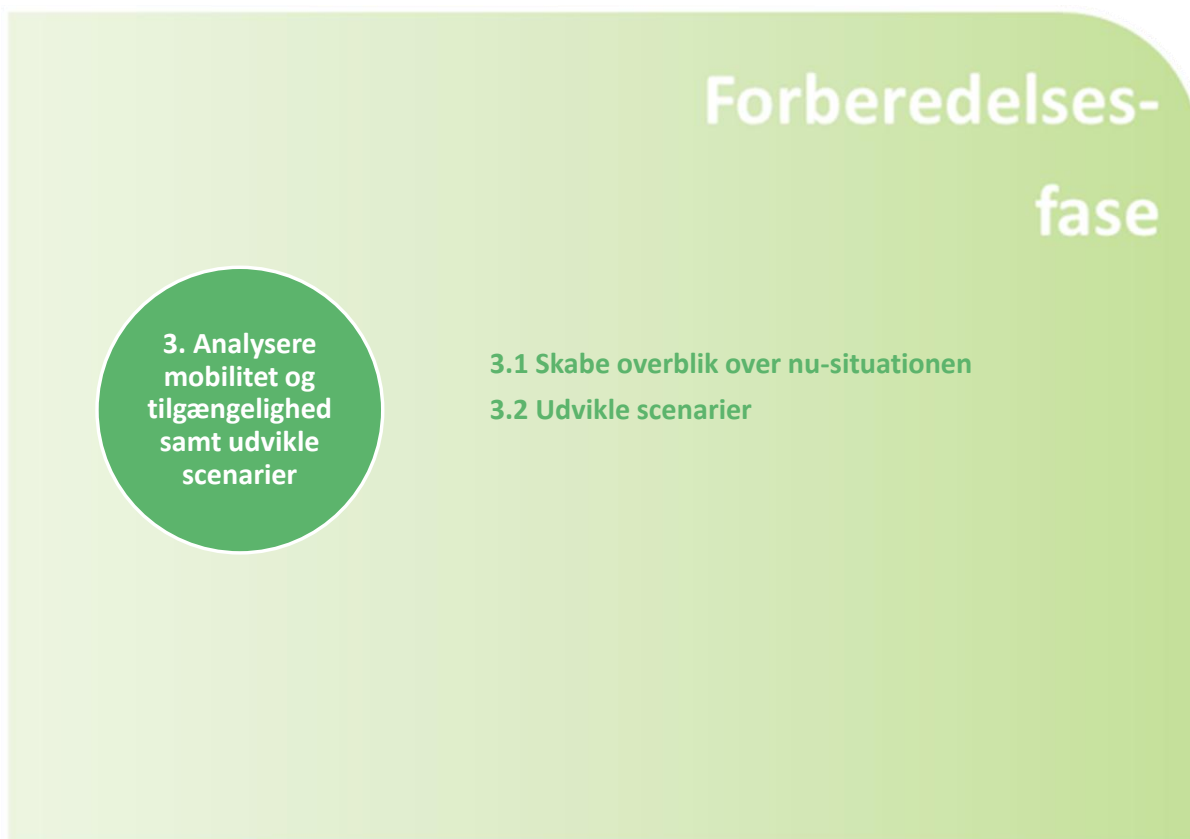 Forberedelses-
fase
3. Analysere
mobilitet og
tilgængelighed
samt udvikle
scenarier
3.1 Skabe overblik over nu-situationen
3.2 Udvikle scenarier